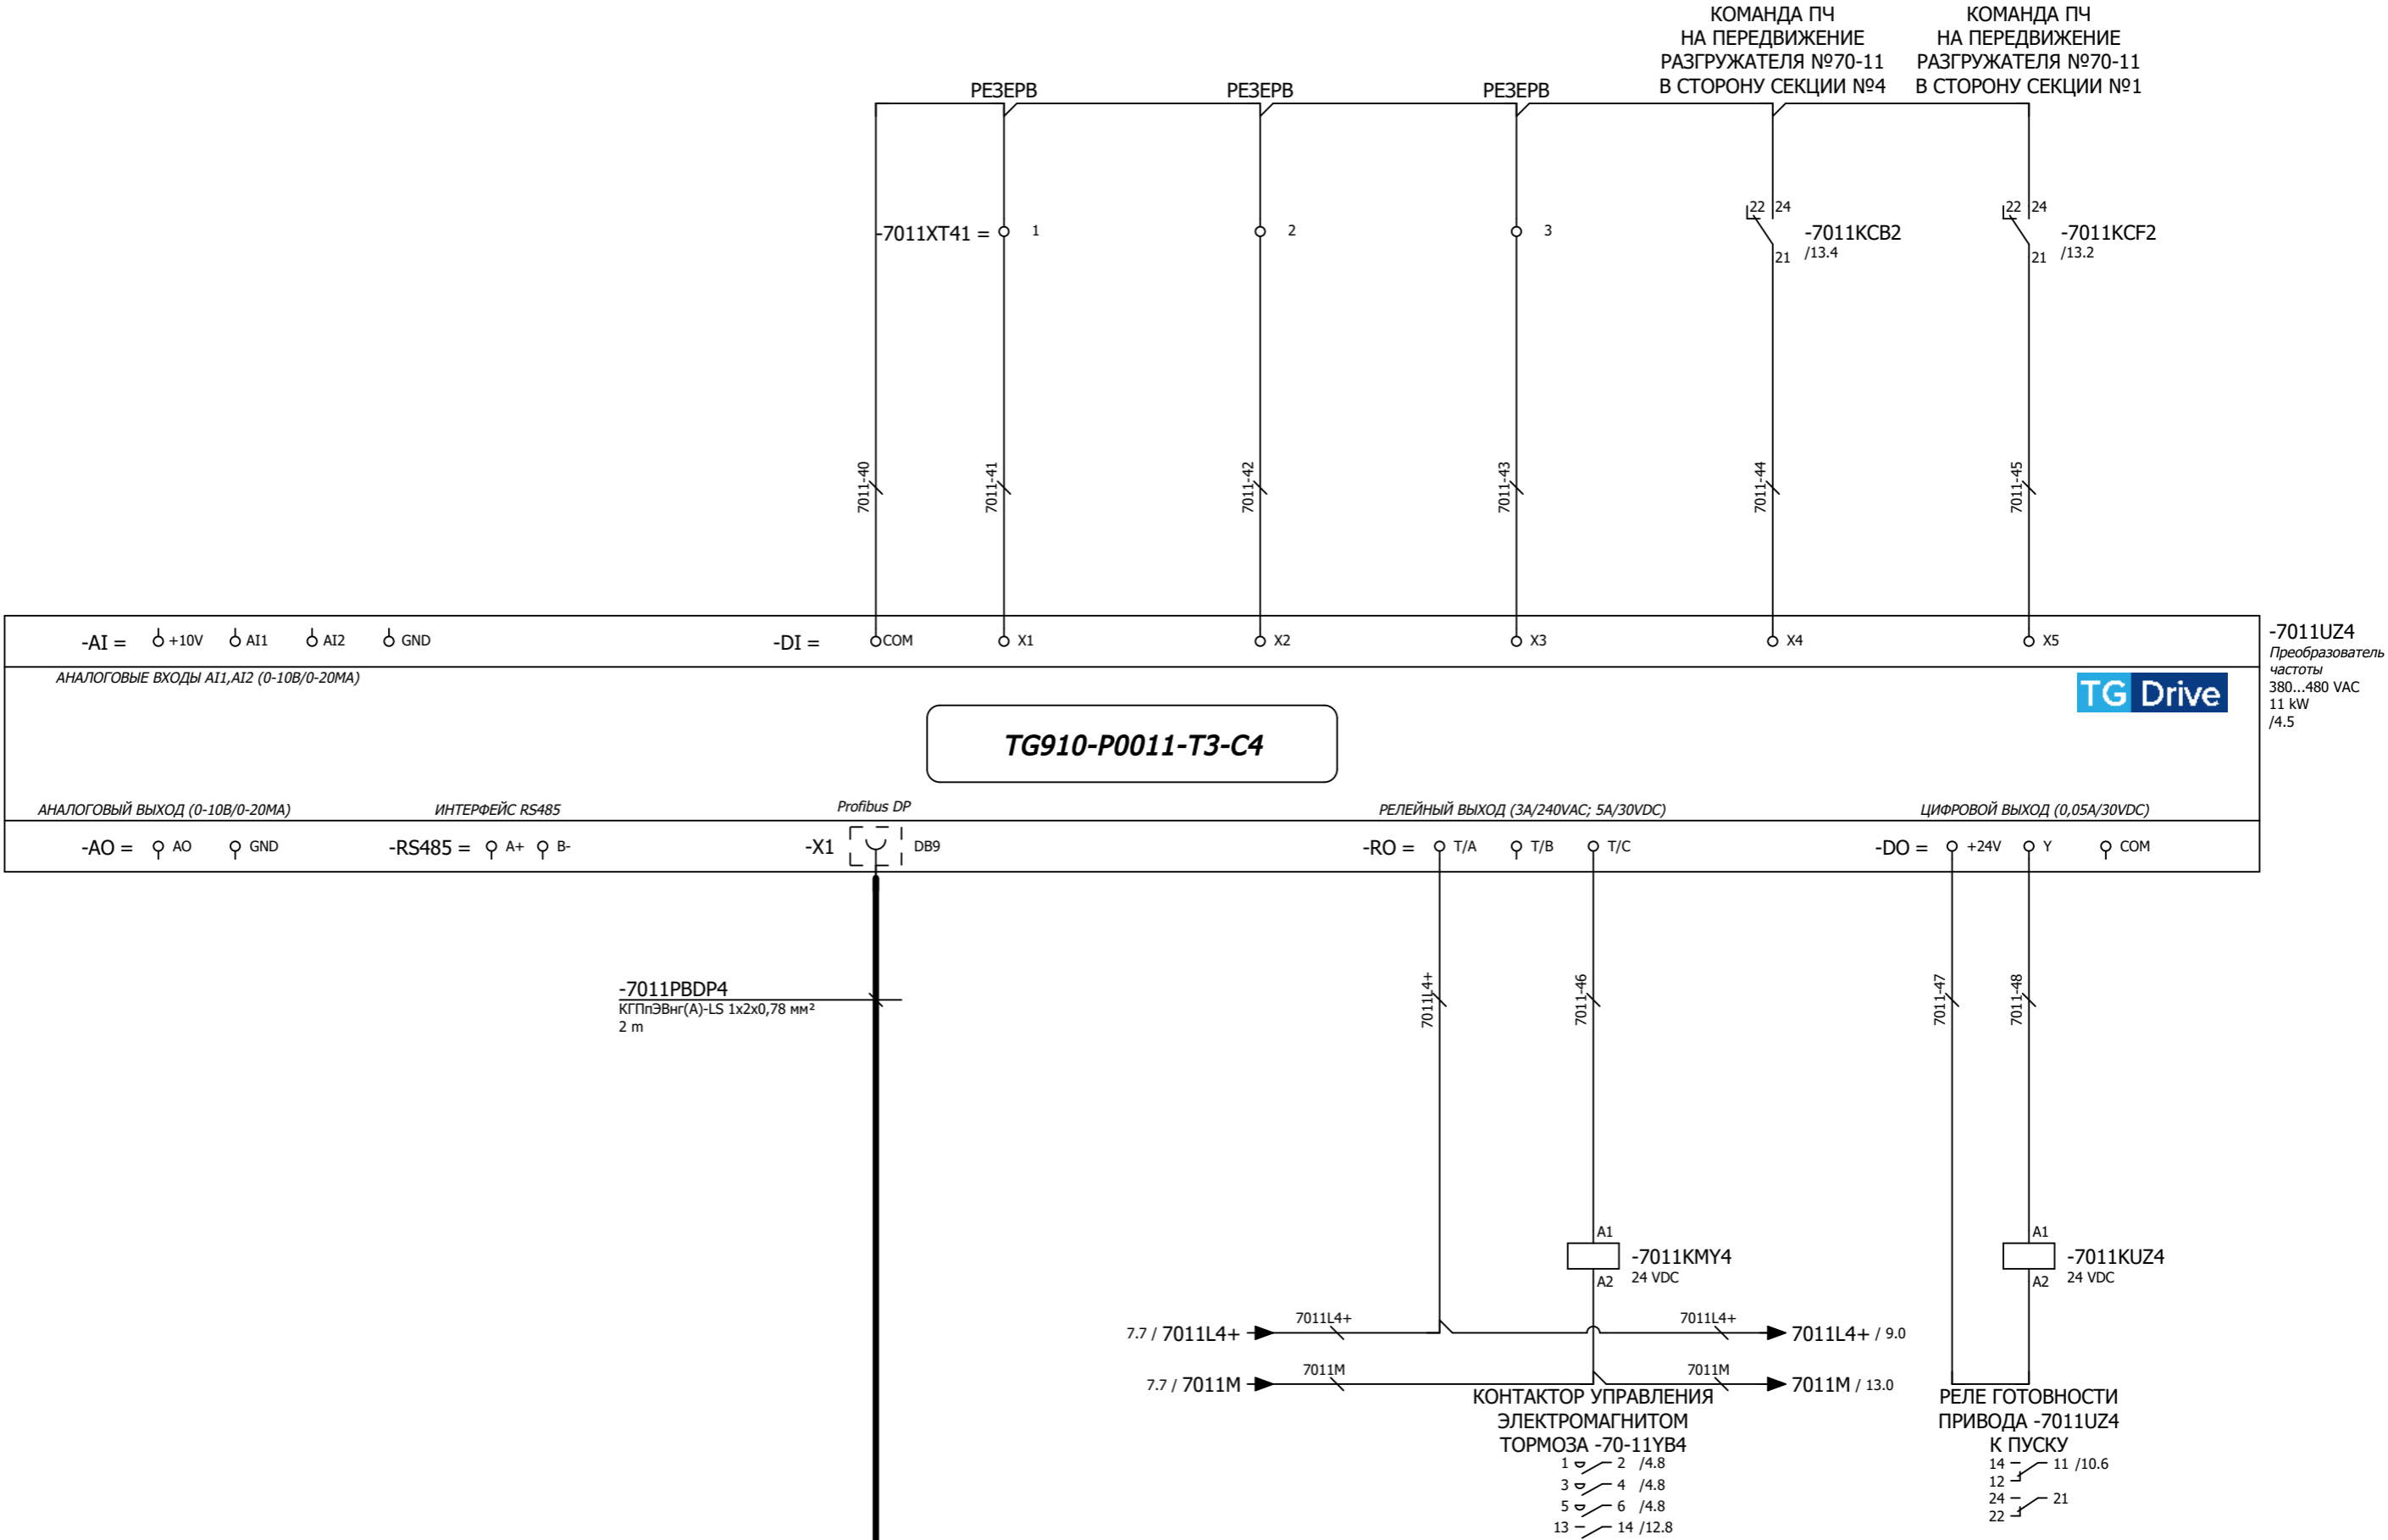 КОМАНДА ПЧ
НА ПЕРЕДВИЖЕНИЕ
РАЗГРУЖАТЕЛЯ №70-11
В СТОРОНУ СЕКЦИИ №4
КОМАНДА ПЧ
НА ПЕРЕДВИЖЕНИЕ
РАЗГРУЖАТЕЛЯ №70-11
В СТОРОНУ СЕКЦИИ №1
РЕЗЕРВ
РЕЗЕРВ
РЕЗЕРВ
-7011XT41 =
1
2
3
22 24
21
-7011KCB2
/13.4
22 24
21
-7011KCF2
/13.2
7011-40
7011-41
7011-42
7011-43
7011-44
7011-45
-AI = +10V AI1 AI2 GND
-DI = COM X1 X2 X3 X4 X5
-7011UZ4
Преобразователь
частоты
380...480 VAC
11 kW
/4.5
АНАЛОГОВЫЕ ВХОДЫ AI1,AI2 (0-10В/0-20МА)
TG Drive
TG910-P0011-T3-C4
АНАЛОГОВЫЙ ВЫХОД (0-10В/0-20МА)
ИНТЕРФЕЙС RS485
Profibus DP
РЕЛЕЙНЫЙ ВЫХОД (3А/240VAC; 5А/30VDC)
ЦИФРОВОЙ ВЫХОД (0,05А/30VDC)
-AO = AO GND
-RS485 = A+ B-
-X1 DB9
-RO = T/A T/B T/C
-DO = +24V Y COM
-7011PBDP4
КГПпЭВнг(А)-LS 1x2x0,78 мм²
2 m
7011L4+
7011-46
7011-47
7011-48
A1
A2
-7011KMY4
24 VDC
A1
A2
-7011KUZ4
24 VDC
7.7 / 7011L4+
7011L4+
7011L4+
7011L4+ / 9.0
7.7 / 7011M
7011M
7011M
7011M / 13.0
КОНТАКТОР УПРАВЛЕНИЯ
ЭЛЕКТРОМАГНИТОМ
ТОРМОЗА -70-11YB4
1 2 /4.8
3 4 /4.8
5 6 /4.8
13 14 /12.8
РЕЛЕ ГОТОВНОСТИ
ПРИВОДА -7011UZ4
К ПУСКУ
14 11 /10.6
12
24 21
22